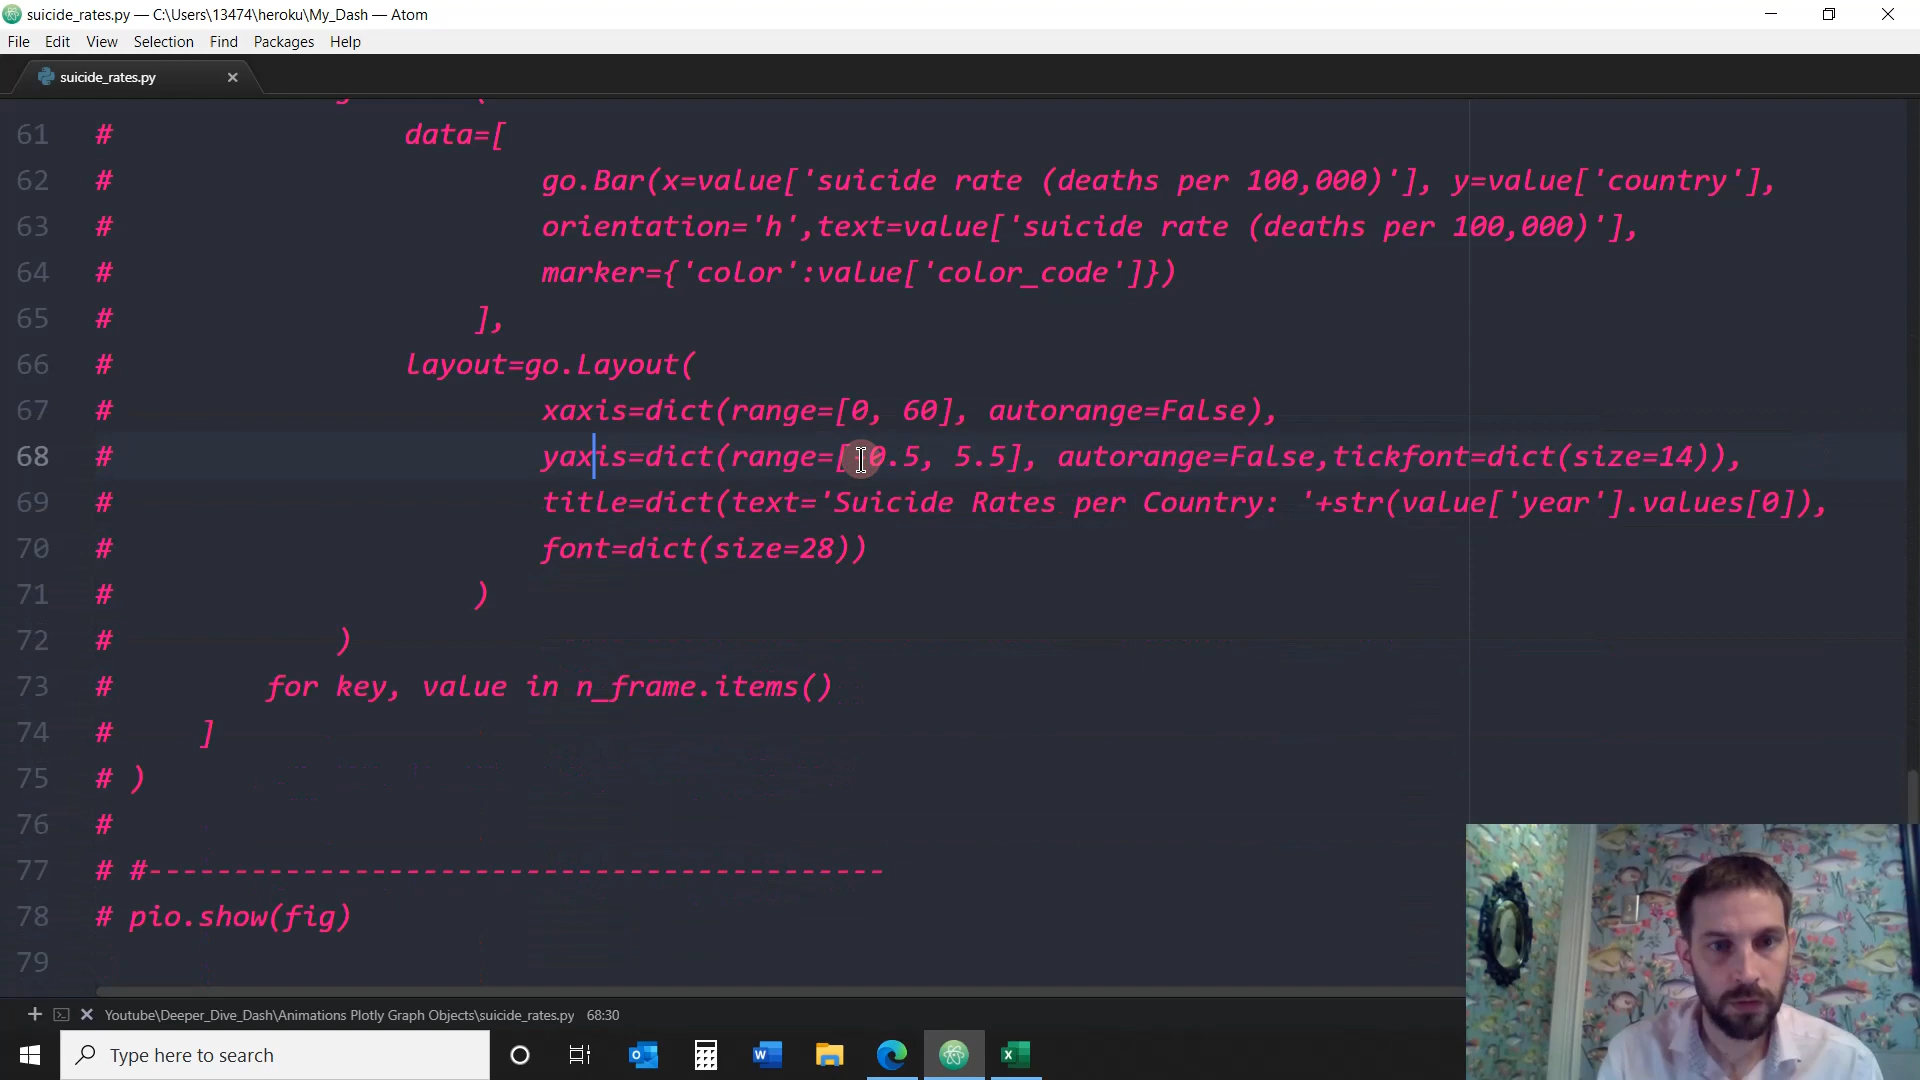 suicide_rates.py — C:\Users\13474\heroku\My_Dash — Atom
File Edit View Selection Find Packages Help
suicide_rates.py
61 # data=[
62 # go.Bar(x=value['suicide rate (deaths per 100,000)'], y=value['country'],
63 # orientation='h',text=value['suicide rate (deaths per 100,000)'],
64 # marker={'color':value['color_code']})
65 # ],
66 # layout=go.Layout(
67 # xaxis=dict(range=[0, 60], autorange=False),
68 # yaxis=dict(range=[-0.5, 5.5], autorange=False,tickfont=dict(size=14)),
69 # title=dict(text='Suicide Rates per Country: '+str(value['year'].values[0]),
70 # font=dict(size=28))
71 # )
72 # )
73 # for key, value in n_frame.items()
74 # ]
75 # )
76 #
77 # #-------------------------------------------
78 # pio.show(fig)
79
Youtube\Deeper_Dive_Dash\Animations Plotly Graph Objects\suicide_rates.py 68:30
Type here to search